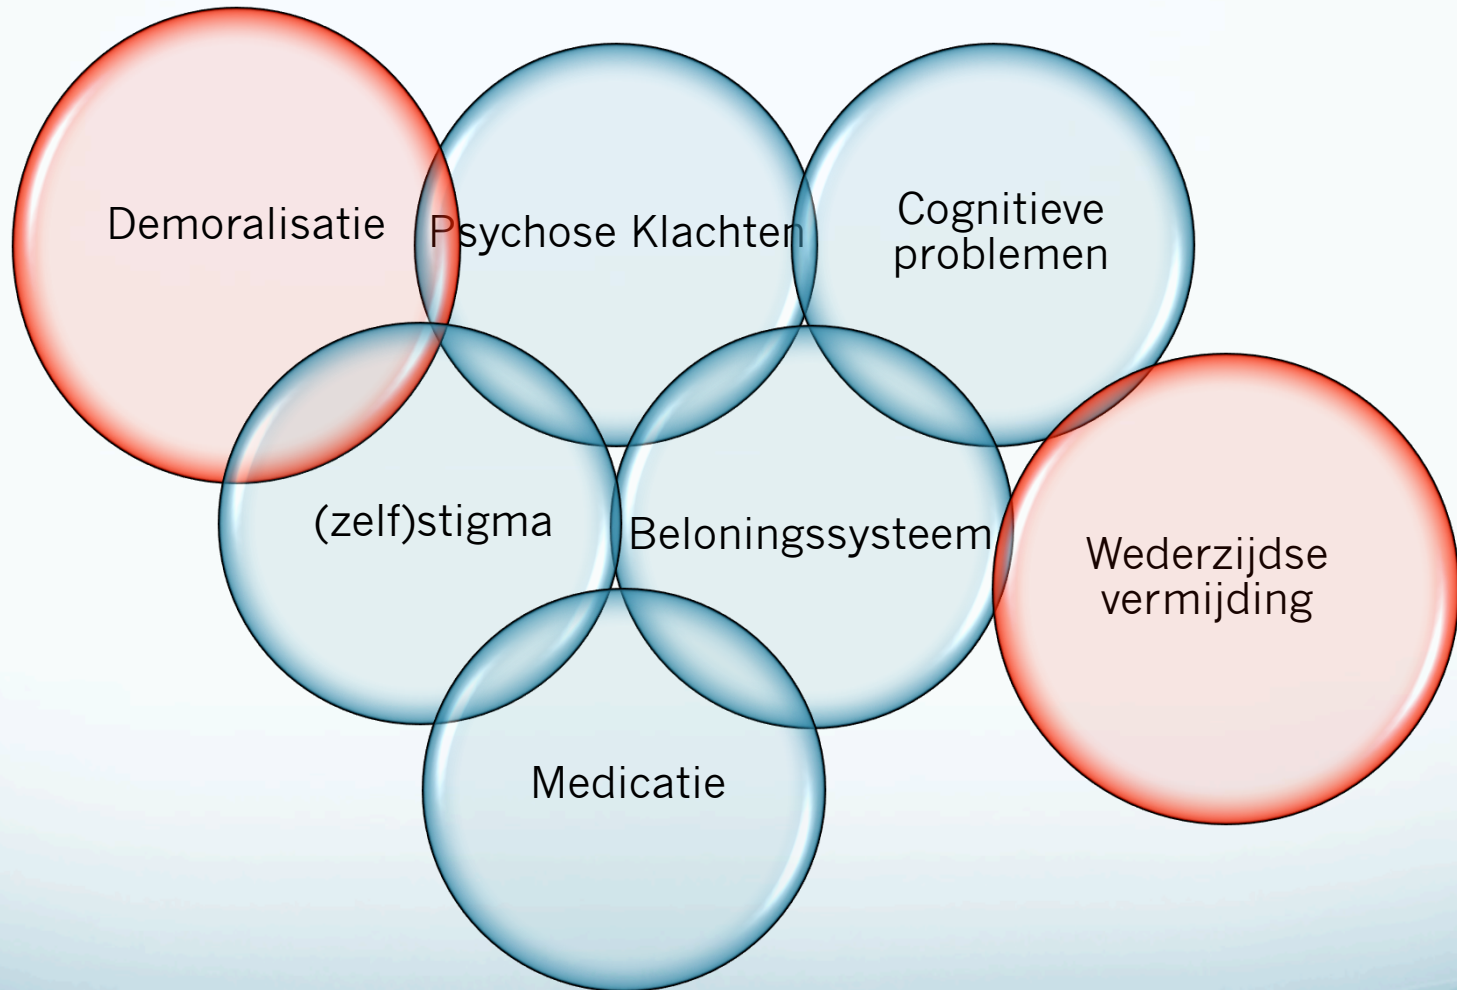 Demoralisatie
Psychose Klachten
Cognitieve
problemen
(zelf)stigma
Beloningssysteem
Wederzijdse
vermijding
Medicatie